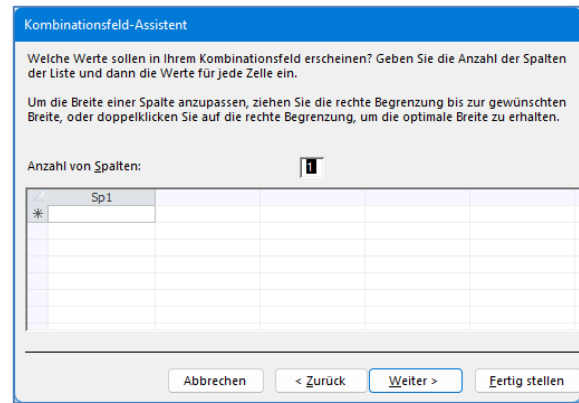 Kombinationsfeld-Assistent
Welche Werte sollen in Ihrem Kombinationsfeld erscheinen? Geben Sie die Anzahl der Spalten
der Liste und dann die Werte für jede Zelle ein.
Um die Breite einer Spalte anzupassen, ziehen Sie die rechte Begrenzung bis zur gewünschten
Breite, oder doppelklicken Sie auf die rechte Begrenzung, um die optimale Breite zu erhalten.
Anzahl von Spalten: 1
Sp1
*
Abbrechen < Zurück Weiter > Fertig stellen